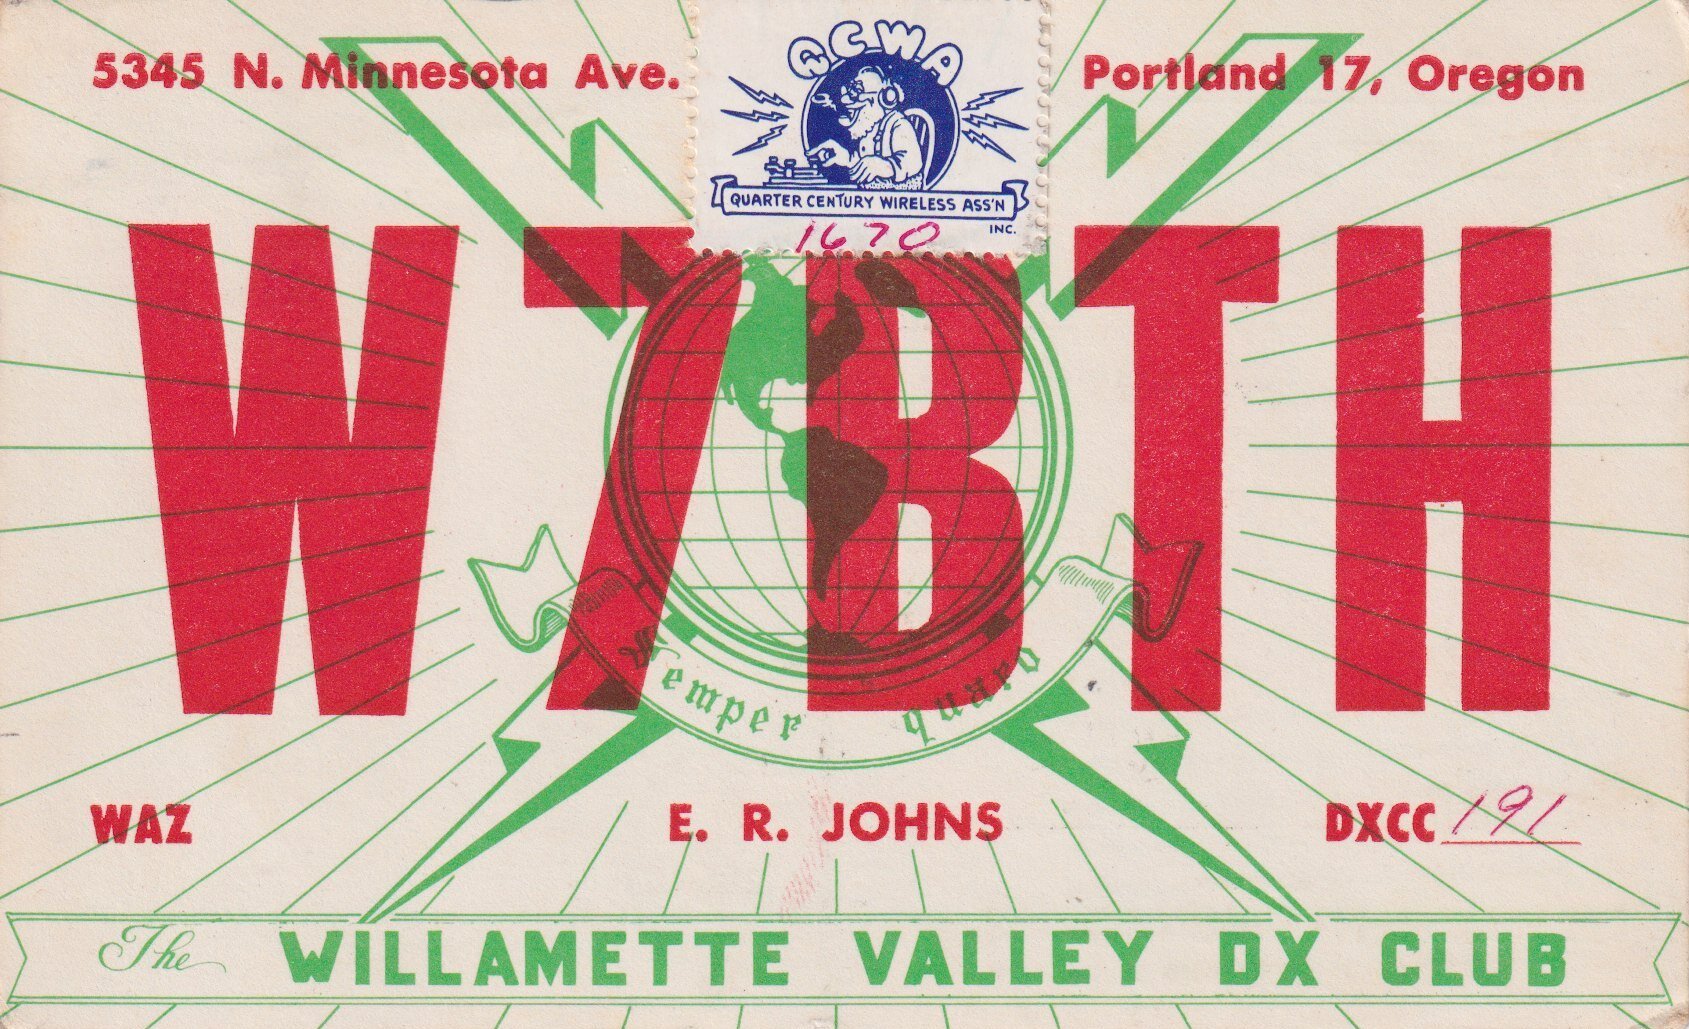 5345 N. Minnesota Ave.
QCWA
Portland 17, Oregon
QUARTER CENTURY WIRELESS ASS'N
INC.
1670
W7BTH
Semper quaro
WAZ
E. R. JOHNS
DXCC 191
The WILLAMETTE VALLEY DX CLUB